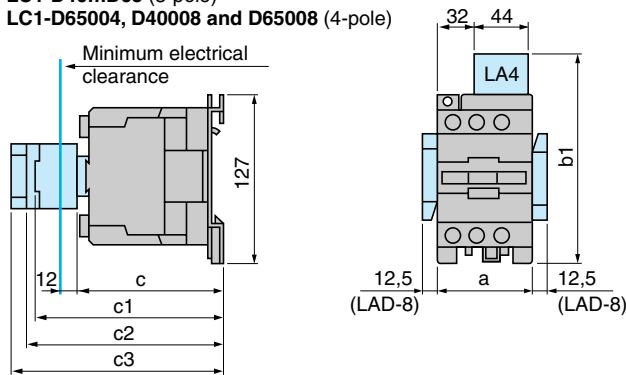 LC1-D65004, D40008 and D65008 (4-pole)
Minimum electrical
clearance
127
12
c
c1
c2
c3
32
44
LA4
b1
12,5
(LAD-8)
a
12,5
(LAD-8)